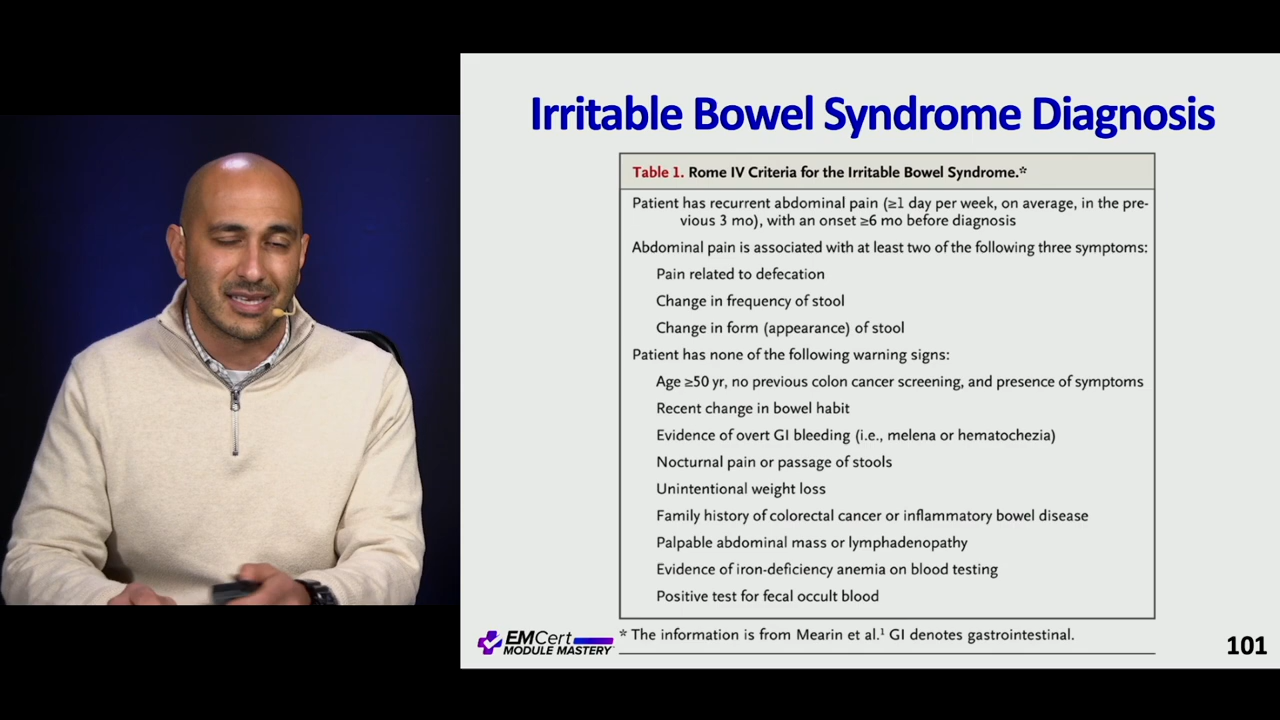 Irritable Bowel Syndrome Diagnosis
Table 1. Rome IV Criteria for the Irritable Bowel Syndrome.*
Patient has recurrent abdominal pain (≥1 day per week, on average, in the pre-
vious 3 mo), with an onset ≥6 mo before diagnosis
Abdominal pain is associated with at least two of the following three symptoms:
Pain related to defecation
Change in frequency of stool
Change in form (appearance) of stool
Patient has none of the following warning signs:
Age ≥50 yr, no previous colon cancer screening, and presence of symptoms
Recent change in bowel habit
Evidence of overt GI bleeding (i.e., melena or hematochezia)
Nocturnal pain or passage of stools
Unintentional weight loss
Family history of colorectal cancer or inflammatory bowel disease
Palpable abdominal mass or lymphadenopathy
Evidence of iron-deficiency anemia on blood testing
Positive test for fecal occult blood
* The information is from Mearin et al.¹ GI denotes gastrointestinal.
EMCert
MODULE MASTERY
101